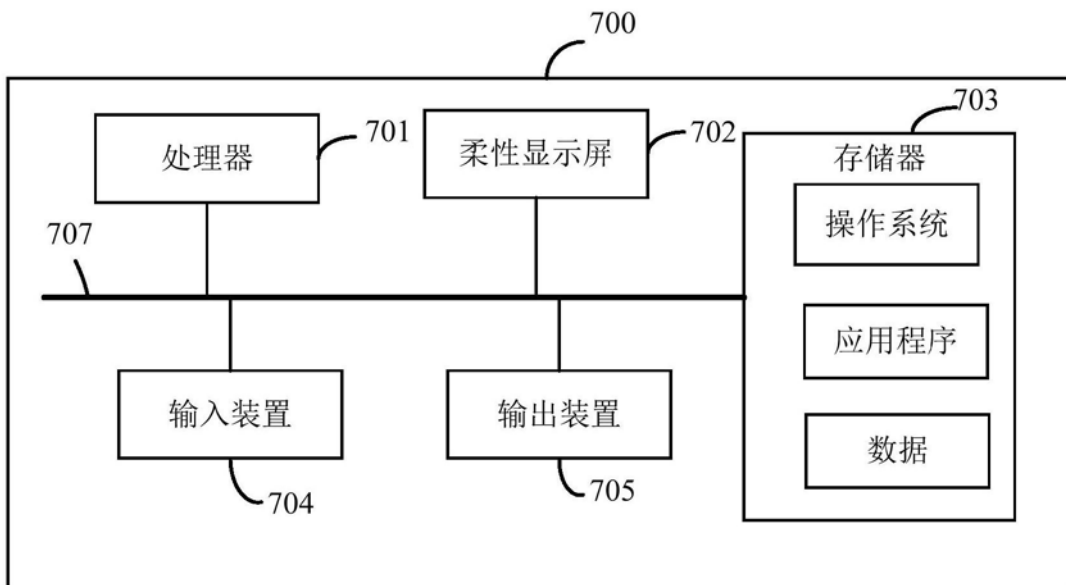 700
703
处理器
701
柔性显示屏
702
存储器
操作系统
707
应用程序
输入装置
704
输出装置
705
数据